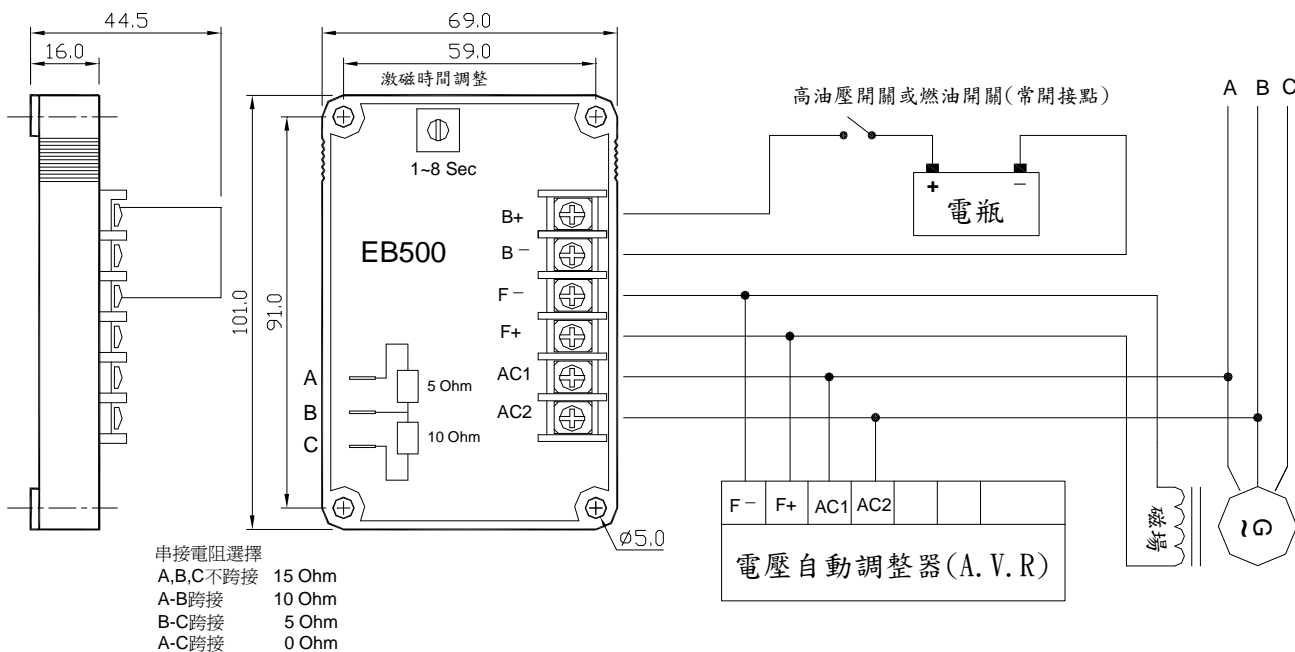 44.5
16.0
69.0
59.0
激磁時間調整
1~8 Sec
101.0
91.0
EB500
B+
B－
F－
F+
AC1
AC2
A
B
C
5 Ohm
10 Ohm
Ø5.0
高油壓開關或燃油開關(常開接點)
+ －
電瓶
A B C
F－ F+ AC1 AC2
電壓自動調整器(A.V.R)
磁場
G~
串接電阻選擇
A,B,C不跨接 15 Ohm
A-B跨接 10 Ohm
B-C跨接 5 Ohm
A-C跨接 0 Ohm